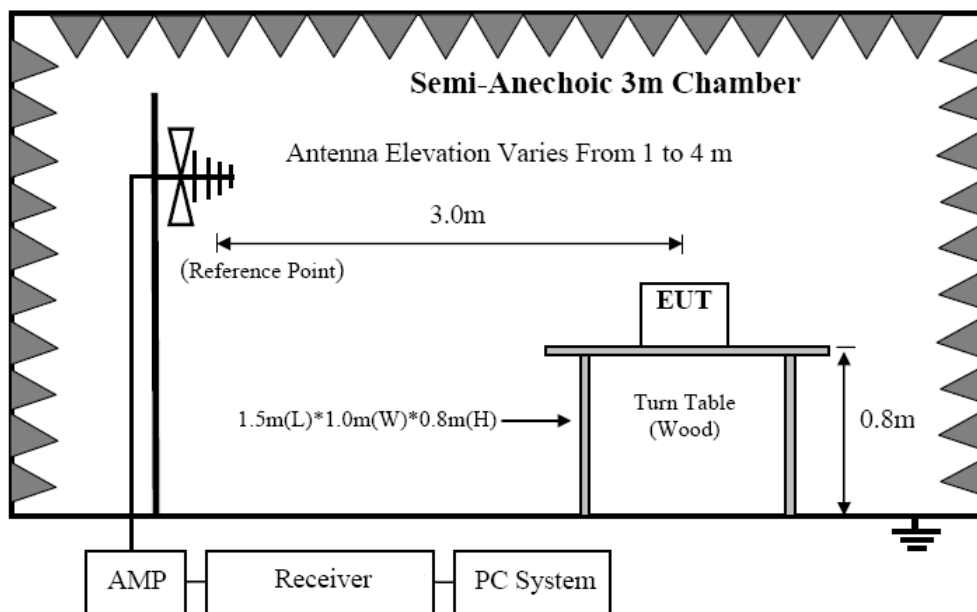 Semi-Anechoic 3m Chamber
Antenna Elevation Varies From 1 to 4 m
3.0m
(Reference Point)
EUT
1.5m(L)*1.0m(W)*0.8m(H)
Turn Table
(Wood)
0.8m
AMP
Receiver
PC System